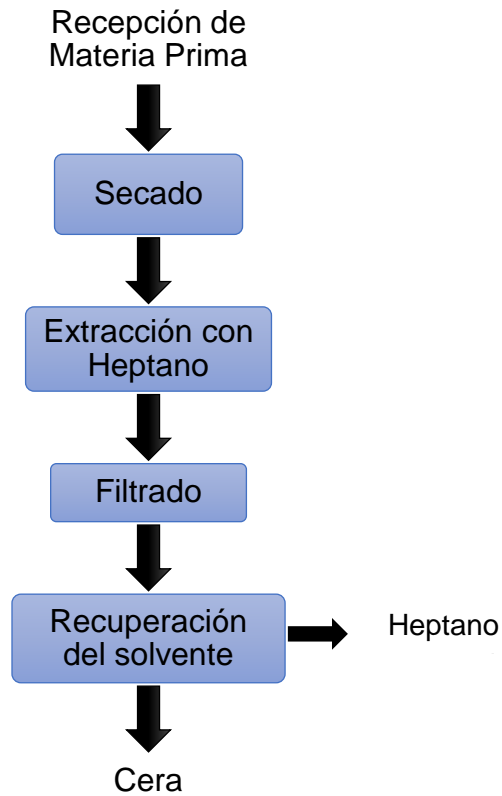 Recepción de
Materia Prima
Secado
Extracción con
Heptano
Filtrado
Recuperación
del solvente
Heptano
Cera